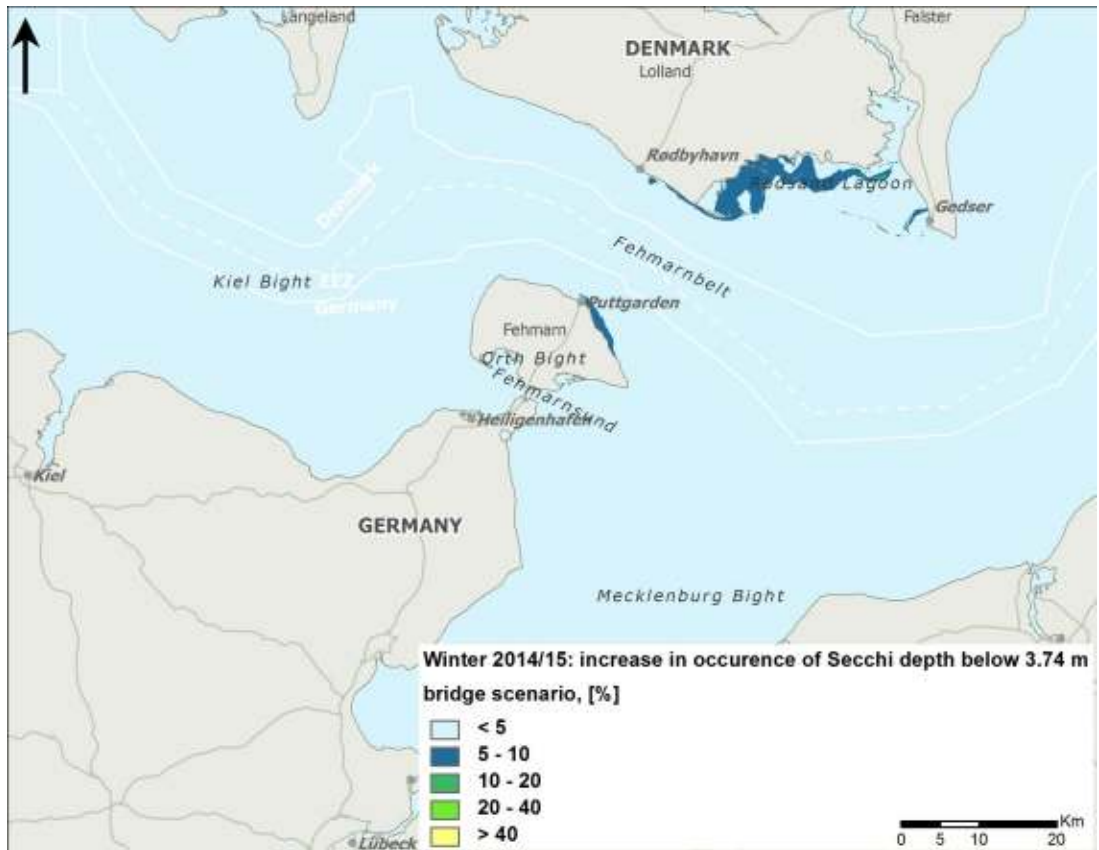 Langeland
Falster
DENMARK
Lolland
Rødbyhavn
Rødsand Lagoon
Gedser
Denmark
Fehmarnbelt
Kiel Bight
EEZ
Germany
Puttgarden
Fehmarn
Orth Bight
Fehmarnsund
Heiligenhafen
Kiel
GERMANY
Mecklenburg Bight
Winter 2014/15: increase in occurence of Secchi depth below 3.74 m
bridge scenario, [%]
< 5
5 - 10
10 - 20
20 - 40
> 40
Km
0 5 10 20
Lübeck